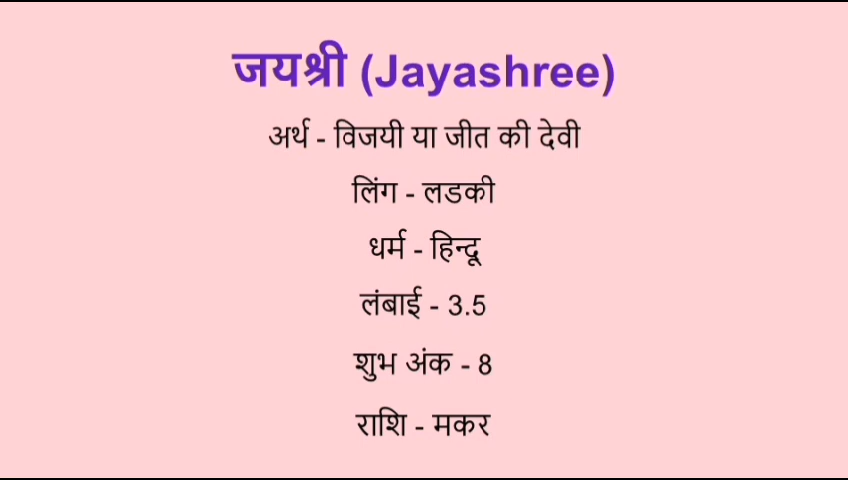 जयश्री (Jayashree)
अर्थ - विजयी या जीत की देवी
लिंग - लडकी
धर्म - हिन्दू
लंबाई - 3.5
शुभ अंक - 8
राशि - मकर